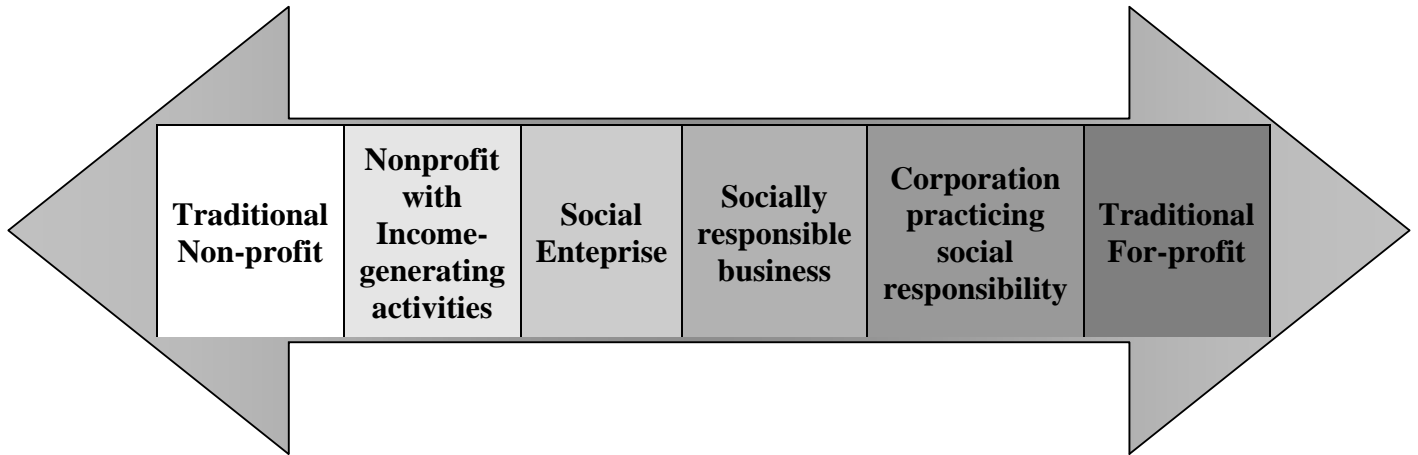 Traditional
Non-profit
Nonprofit
with
Income-
generating
activities
Social
Enteprise
Socially
responsible
business
Corporation
practicing
social
responsibility
Traditional
For-profit